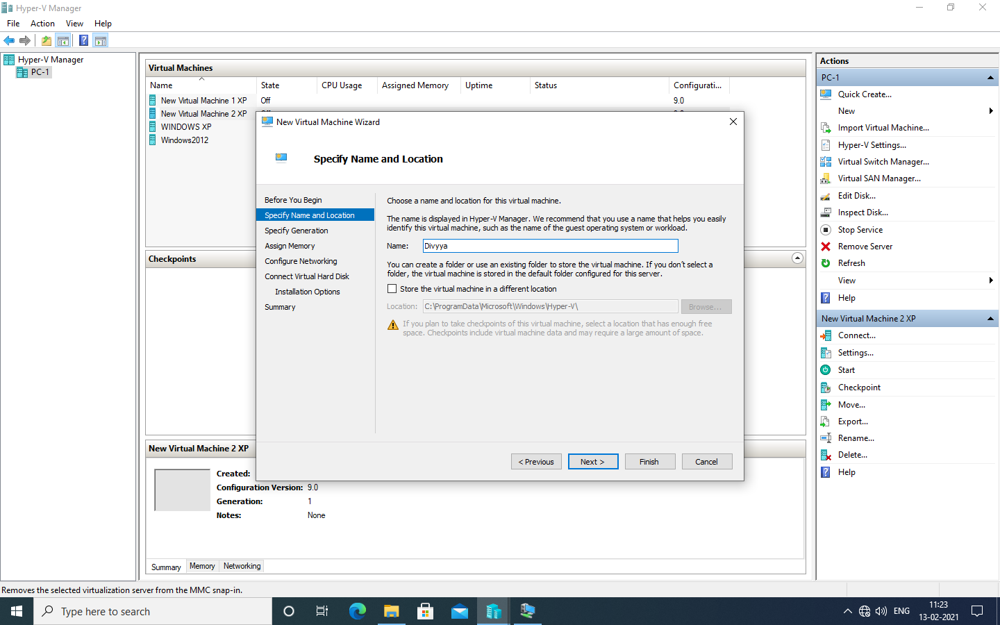 Hyper-V Manager
File Action View Help
Hyper-V Manager
PC-1
Virtual Machines
Name State CPU Usage Assigned Memory Uptime Status Configurati...
New Virtual Machine 1 XP Off 9.0
New Virtual Machine 2 XP
WINDOWS XP
Windows2012
Checkpoints
New Virtual Machine 2 XP
Created:
Configuration Version: 9.0
Generation: 1
Notes: None
Summary Memory Networking
New Virtual Machine Wizard
Specify Name and Location
Before You Begin
Specify Name and Location
Specify Generation
Assign Memory
Configure Networking
Connect Virtual Hard Disk
Installation Options
Summary
Choose a name and location for this virtual machine.
The name is displayed in Hyper-V Manager. We recommend that you use a name that helps you easily
identify this virtual machine, such as the name of the guest operating system or workload.
Name: Divyya
You can create a folder or use an existing folder to store the virtual machine. If you don't select a
folder, the virtual machine is stored in the default folder configured for this server.
Store the virtual machine in a different location
Location: C:\ProgramData\Microsoft\Windows\Hyper-V\ Browse...
If you plan to take checkpoints of this virtual machine, select a location that has enough free
space. Checkpoints include virtual machine data and may require a large amount of space.
< Previous Next > Finish Cancel
Actions
PC-1
Quick Create...
New
Import Virtual Machine...
Hyper-V Settings...
Virtual Switch Manager...
Virtual SAN Manager...
Edit Disk...
Inspect Disk...
Stop Service
Remove Server
Refresh
View
Help
New Virtual Machine 2 XP
Connect...
Settings...
Start
Checkpoint
Move...
Export...
Rename...
Delete...
Help
Removes the selected virtualization server from the MMC snap-in.
Type here to search
ENG
11:23
13-02-2021